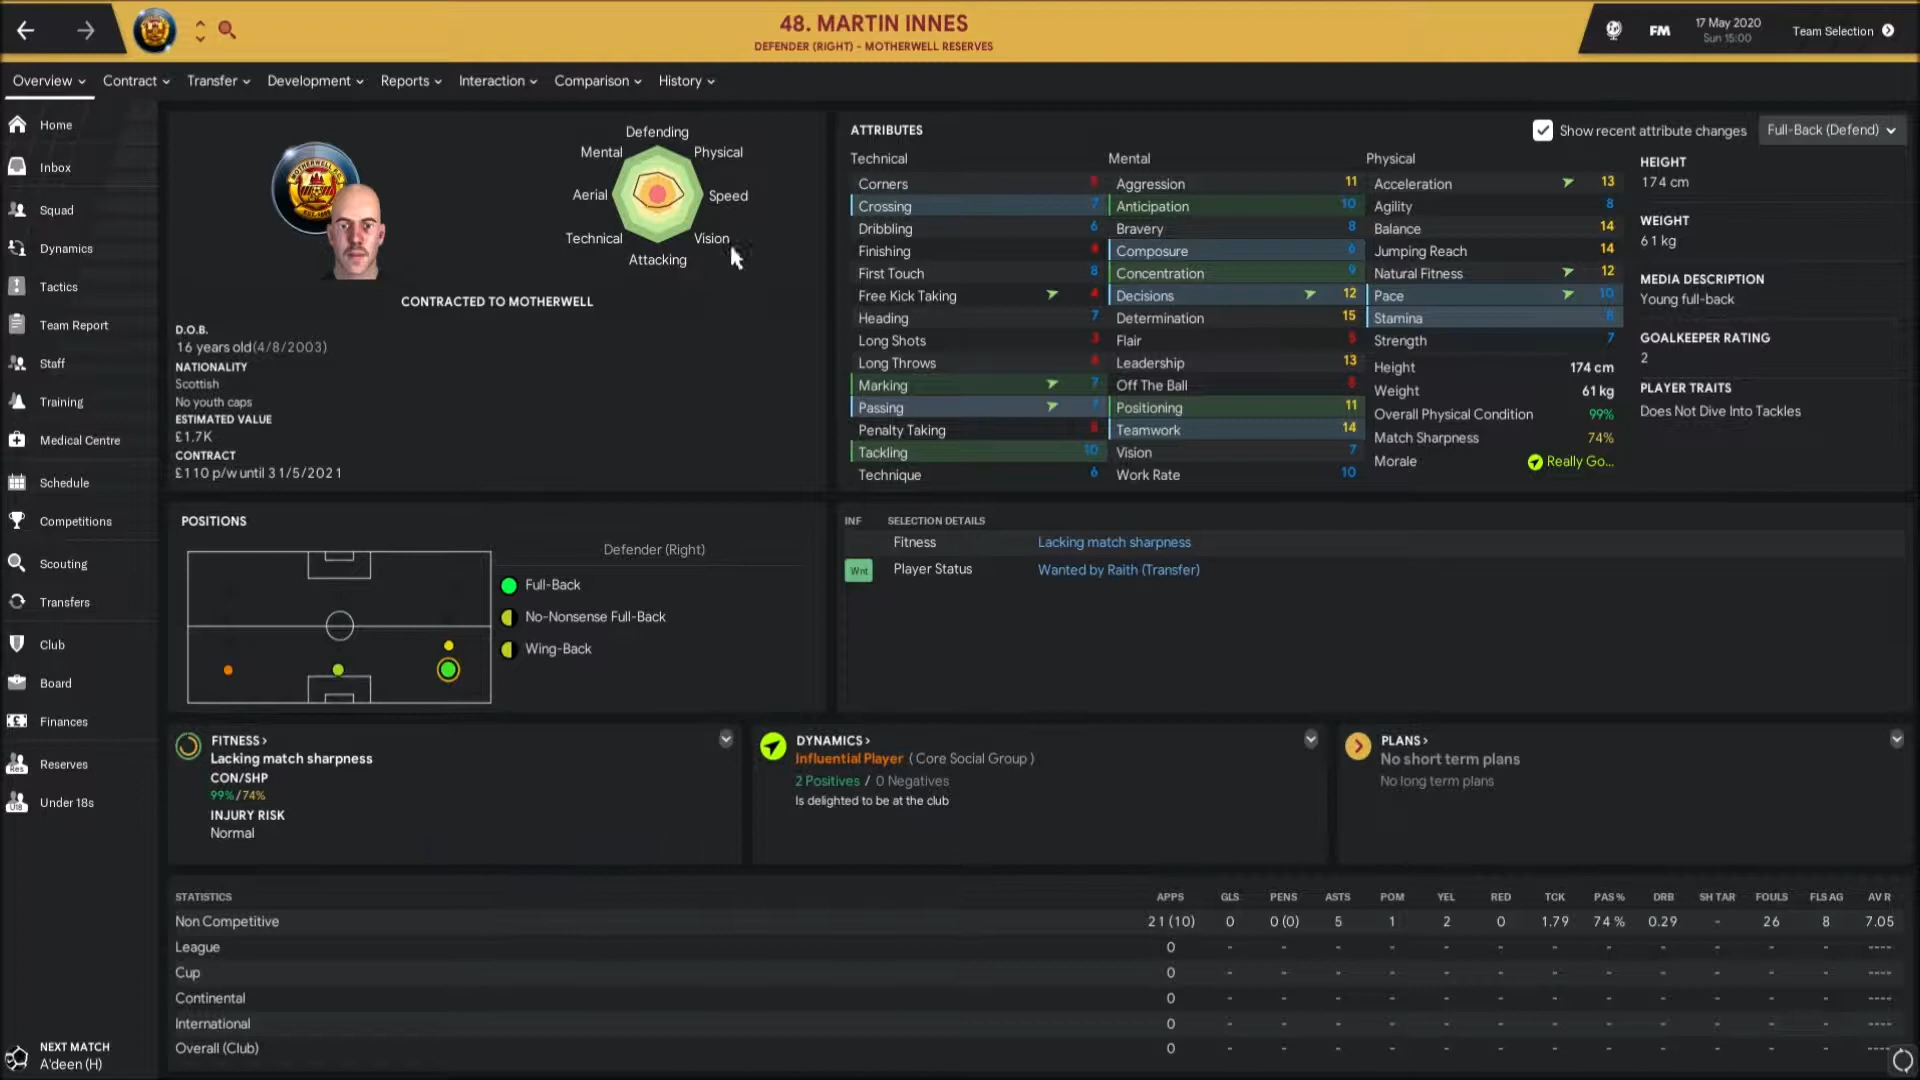 48. MARTIN INNES
DEFENDER (RIGHT) - MOTHERWELL RESERVES
FM
17 May 2020
Sun 15:00
Team Selection
Overview Contract Transfer Development Reports Interaction Comparison History
Home
Inbox
Squad
Dynamics
Tactics
Team Report
Staff
Training
Medical Centre
Schedule
Competitions
Scouting
Transfers
Club
Board
Finances
Reserves
Under 18s
NEXT MATCH
A'deen (H)
Defending
Mental Physical
Aerial Speed
Technical Vision
Attacking
CONTRACTED TO MOTHERWELL
D.O.B.
16 years old (4/8/2003)
NATIONALITY
Scottish
No youth caps
ESTIMATED VALUE
£1.7K
CONTRACT
£110 p/w until 31/5/2021
ATTRIBUTES
Show recent attribute changes
Full-Back (Defend)
Technical
Corners
Crossing 7
Dribbling 6
Finishing
First Touch 8
Free Kick Taking 4
Heading 7
Long Shots 3
Long Throws
Marking 7
Passing 7
Penalty Taking
Tackling 10
Technique 6
Mental
Aggression 11
Anticipation 10
Bravery 8
Composure 6
Concentration 9
Decisions 12
Determination 15
Flair 5
Leadership 13
Off The Ball
Positioning 11
Teamwork 14
Vision 7
Work Rate 10
Physical
Acceleration 13
Agility 8
Balance 14
Jumping Reach 14
Natural Fitness 12
Pace 10
Stamina 8
Strength 7
Height 174 cm
Weight 61 kg
Overall Physical Condition 99%
Match Sharpness 74%
Morale Really Go...
HEIGHT
174 cm
WEIGHT
61 kg
MEDIA DESCRIPTION
Young full-back
GOALKEEPER RATING
2
PLAYER TRAITS
Does Not Dive Into Tackles
POSITIONS
Defender (Right)
Full-Back
No-Nonsense Full-Back
Wing-Back
INF SELECTION DETAILS
Fitness Lacking match sharpness
Wnt Player Status Wanted by Raith (Transfer)
FITNESS >
Lacking match sharpness
CON/SHP
99%/74%
INJURY RISK
Normal
DYNAMICS >
Influential Player (Core Social Group)
2 Positives / 0 Negatives
Is delighted to be at the club
PLANS >
No short term plans
No long term plans
STATISTICS APPS GLS PENS ASTS POM YEL RED TCK PAS % DRB SH TAR FOULS FLS AG AV R
Non Competitive 21 (10) 0 0 (0) 5 1 2 0 1.79 74 % 0.29 - 26 8 7.05
League 0 - - - - - - - - - - - - ----
Cup 0 - - - - - - - - - - - - ----
Continental 0 - - - - - - - - - - - - ----
International 0 - - - - - - - - - - - - ----
Overall (Club) 0 - - - - - - - - - - - - ----